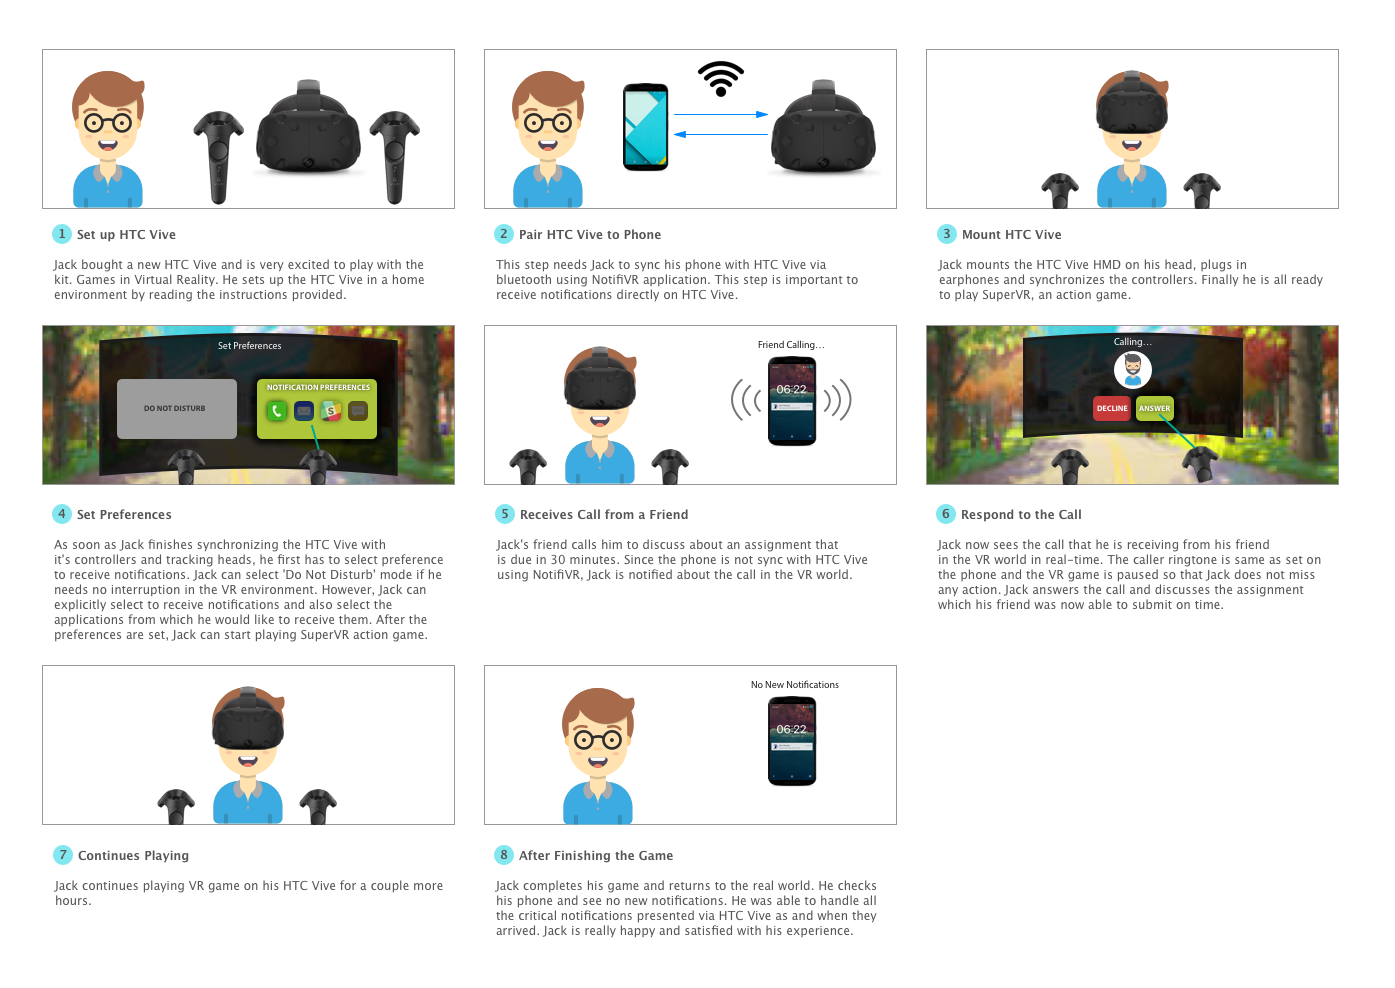 1 Set up HTC Vive
Jack bought a new HTC Vive and is very excited to play with the
kit. Games in Virtual Reality. He sets up the HTC Vive in a home
environment by reading the instructions provided.
2 Pair HTC Vive to Phone
This step needs Jack to sync his phone with HTC Vive via
bluetooth using NotifiVR application. This step is important to
receive notifications directly on HTC Vive.
3 Mount HTC Vive
Jack mounts the HTC Vive HMD on his head, plugs in
earphones and synchronizes the controllers. Finally he is all ready
to play SuperVR, an action game.
Set Preferences
DO NOT DISTURB
NOTIFICATION PREFERENCES
S
4 Set Preferences
As soon as Jack finishes synchronizing the HTC Vive with
it's controllers and tracking heads, he first has to select preference
to receive notifications. Jack can select 'Do Not Disturb' mode if he
needs no interruption in the VR environment. However, Jack can
explicitly select to receive notifications and also select the
applications from which he would like to receive them. After the
preferences are set, Jack can start playing SuperVR action game.
Friend Calling...
06:22
5 Receives Call from a Friend
Jack's friend calls him to discuss about an assignment that
is due in 30 minutes. Since the phone is not sync with HTC Vive
using NotifiVR, Jack is notified about the call in the VR world.
Calling...
DECLINE
ANSWER
6 Respond to the Call
Jack now sees the call that he is receiving from his friend
in the VR world in real-time. The caller ringtone is same as set on
the phone and the VR game is paused so that Jack does not miss
any action. Jack answers the call and discusses the assignment
which his friend was now able to submit on time.
7 Continues Playing
Jack continues playing VR game on his HTC Vive for a couple more
hours.
No New Notifications
06:22
8 After Finishing the Game
Jack completes his game and returns to the real world. He checks
his phone and see no new notifications. He was able to handle all
the critical notifications presented via HTC Vive as and when they
arrived. Jack is really happy and satisfied with his experience.